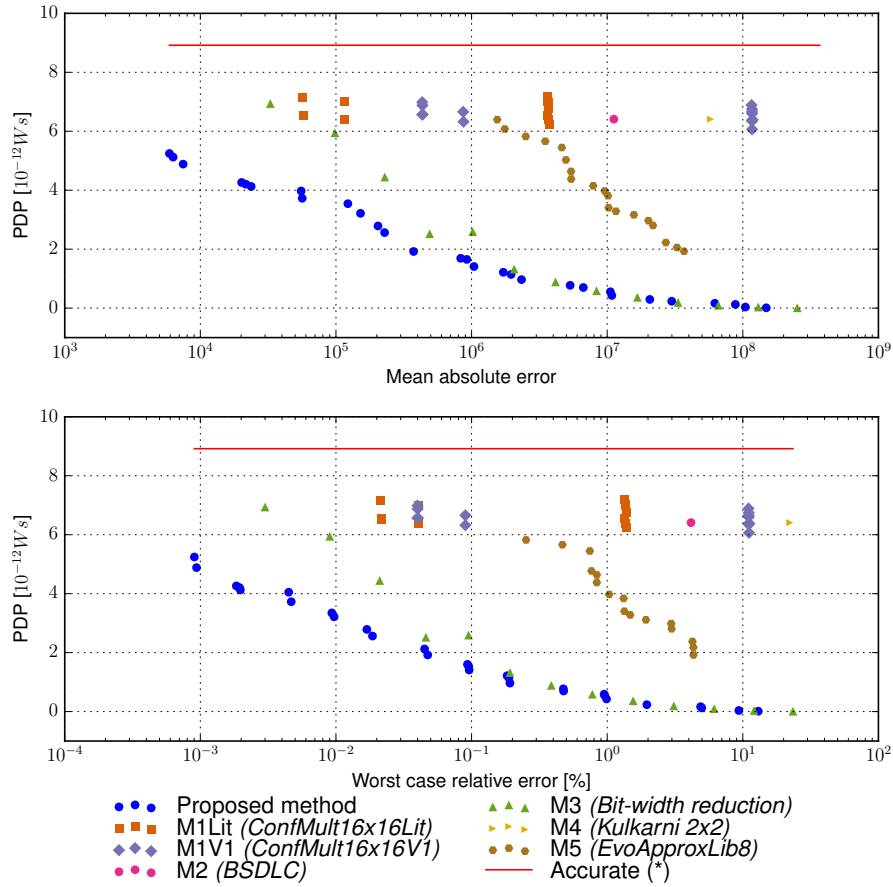 10
8
6
4
2
0
PDP [10^{-12}Ws]
10^3 10^4 10^5 10^6 10^7 10^8 10^9
Mean absolute error
10
8
6
4
2
0
PDP [10^{-12}Ws]
10^{-4} 10^{-3} 10^{-2} 10^{-1} 10^0 10^1 10^2
Worst case relative error [%]
Proposed method
M1Lit (ConfMult16x16Lit)
M1V1 (ConfMult16x16V1)
M2 (BSDLC)
M3 (Bit-width reduction)
M4 (Kulkarni 2x2)
M5 (EvoApproxLib8)
Accurate (*)